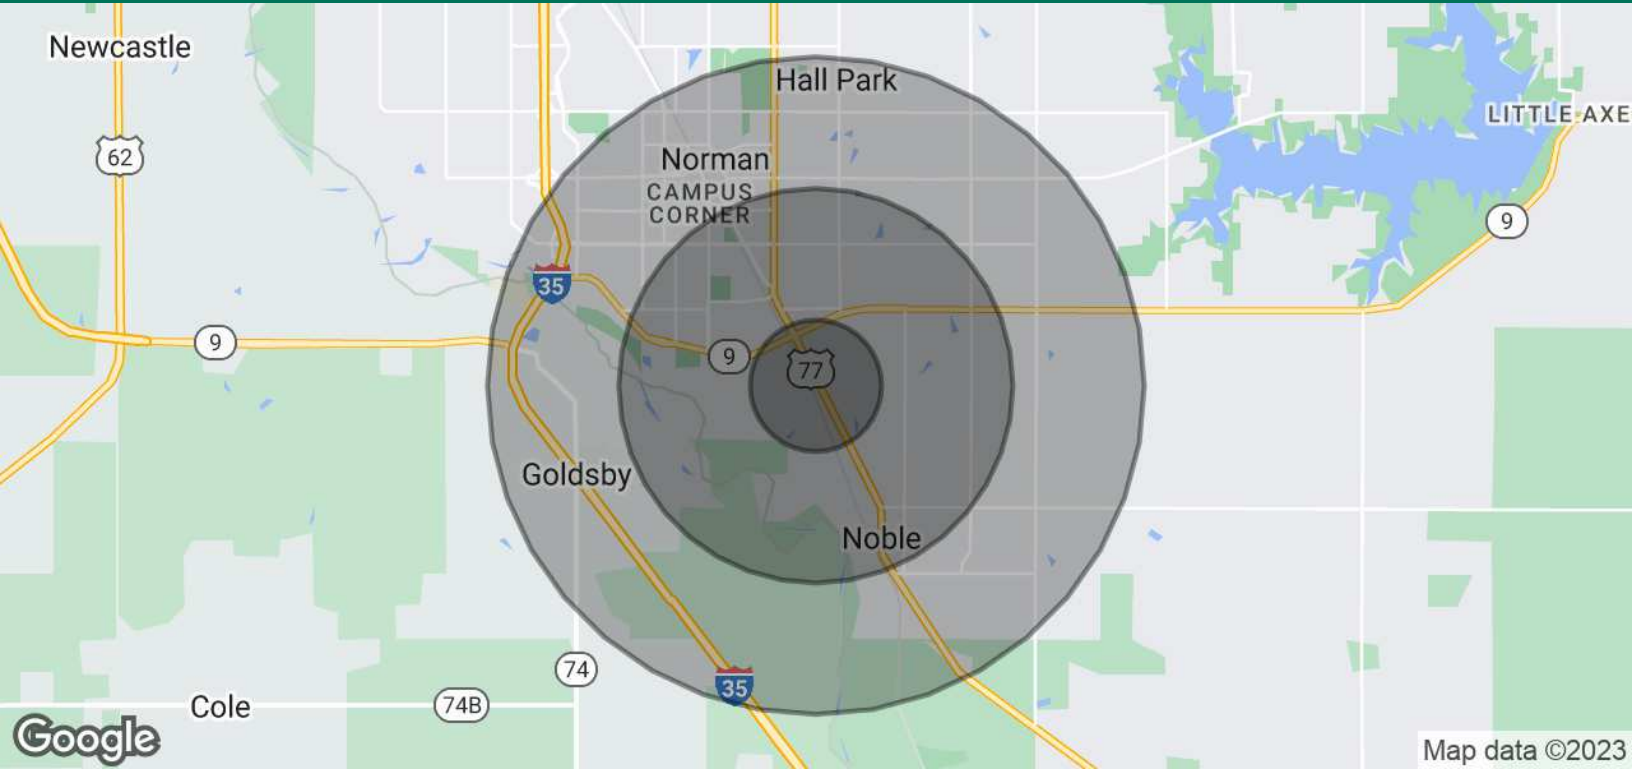 Newcastle
Hall Park
LITTLE AXE
62
Norman
CAMPUS
CORNER
9
35
9
9
77
Goldsby
Noble
74
35
Cole
74B
Google
Map data ©2023